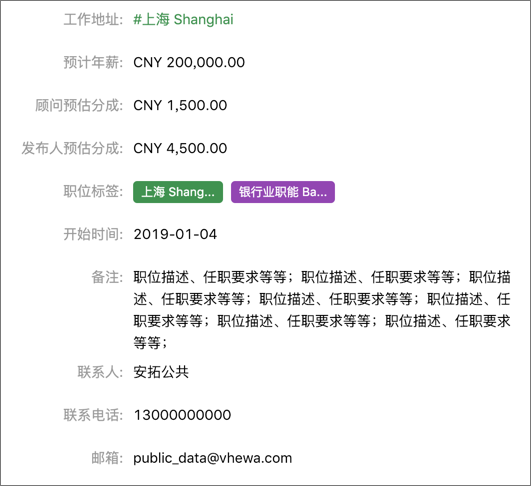 工作地址: #上海 Shanghai
预计年薪: CNY 200,000.00
顾问预估分成: CNY 1,500.00
发布人预估分成: CNY 4,500.00
职位标签: 上海 Shang... 银行业职能 Ba...
开始时间: 2019-01-04
备注: 职位描述、任职要求等等；职位描述、任职要求等等；职位描
述、任职要求等等；职位描述、任职要求等等；职位描述、任
职要求等等；职位描述、任职要求等等；职位描述、任职要求
等等；
联系人: 安拓公共
联系电话: 13000000000
邮箱: public_data@vhewa.com